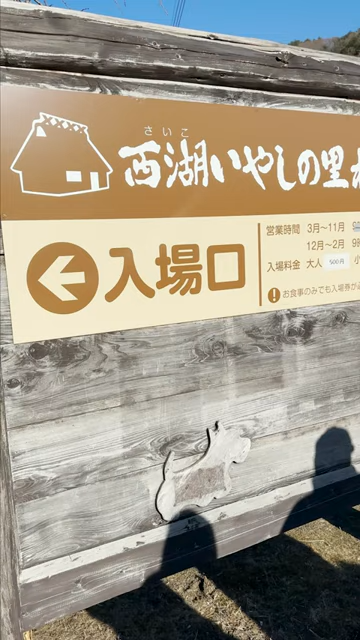 さいこ
西湖いやしの里
入場口
営業時間 3月〜11月
12月〜2月
入場料金 大人 500円 小
お食事のみでも入場券が